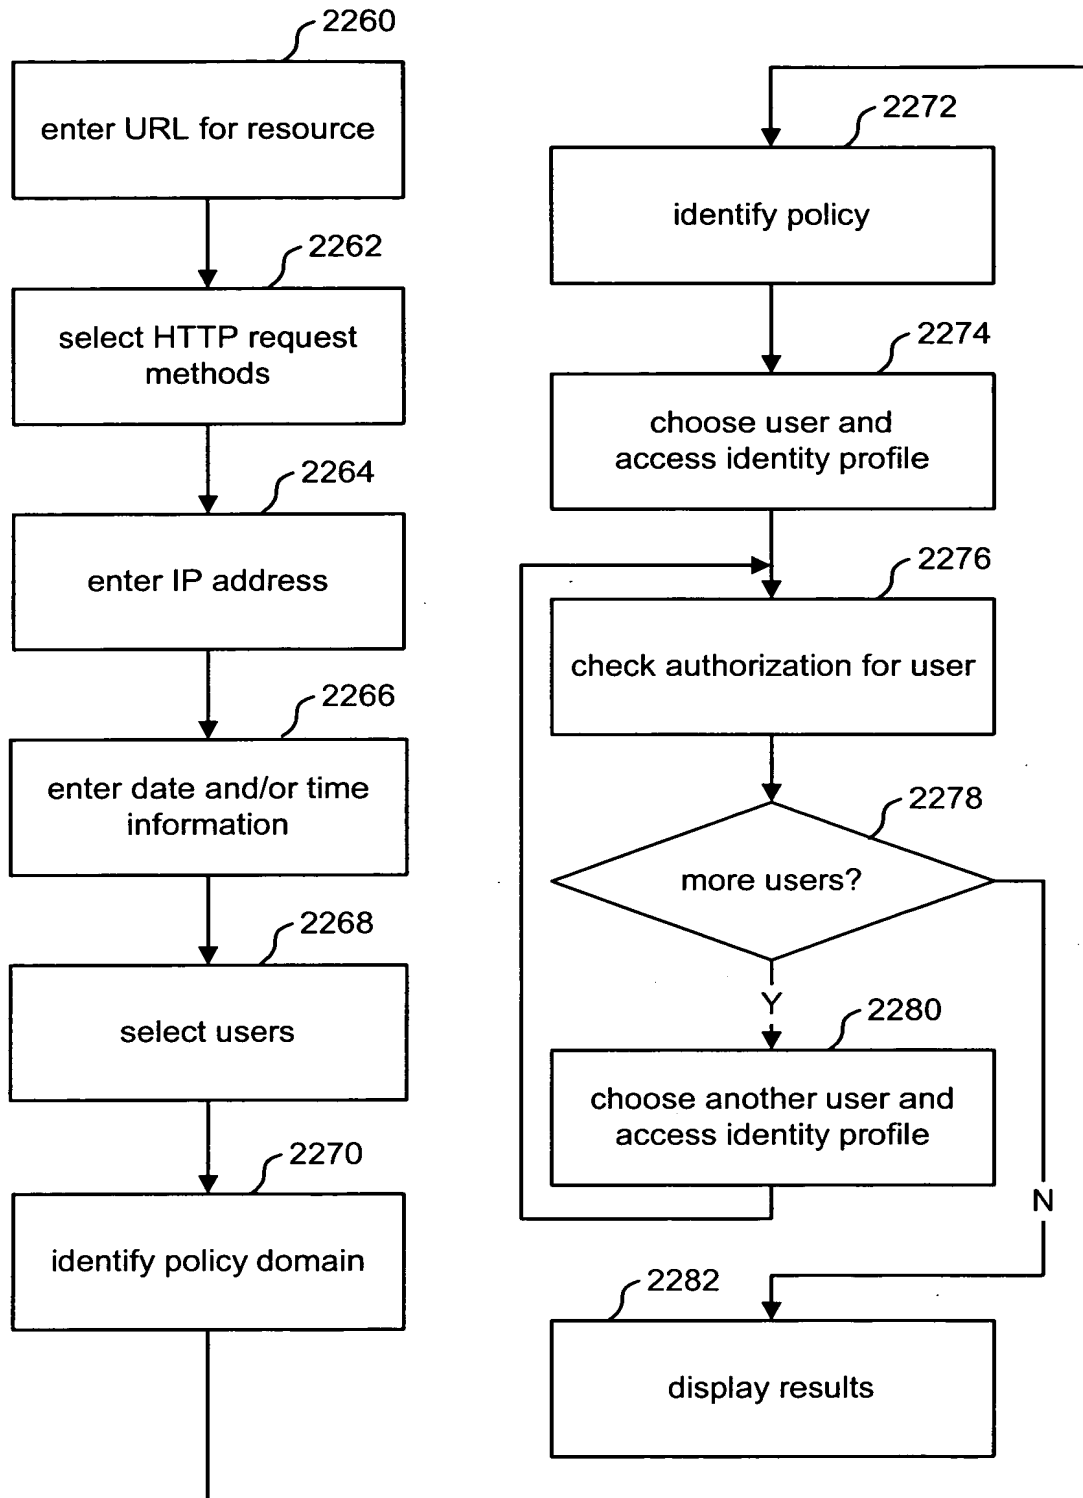 2260
enter URL for resource
2262
select HTTP request
methods
2264
enter IP address
2266
enter date and/or time
information
2268
select users
2270
identify policy domain
2272
identify policy
2274
choose user and
access identity profile
2276
check authorization for user
2278
more users?
Y
2280
choose another user and
access identity profile
N
2282
display results